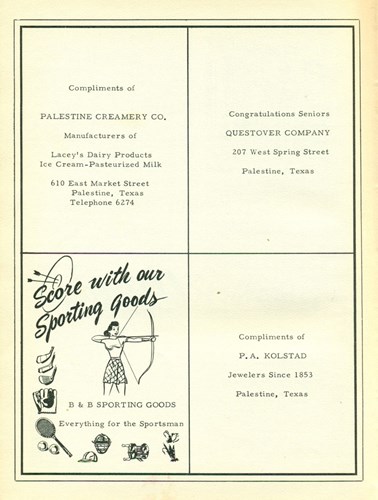 Compliments of
PALESTINE CREAMERY CO.
Manufacturers of
Lacey's Dairy Products
Ice Cream-Pasteurized Milk
610 East Market Street
Palestine, Texas
Telephone 6274
Congratulations Seniors
QUESTOVER COMPANY
207 West Spring Street
Palestine, Texas
Score with our
Sporting Goods
B & B SPORTING GOODS
Everything for the Sportsman
Compliments of
P.A. KOLSTAD
Jewelers Since 1853
Palestine, Texas